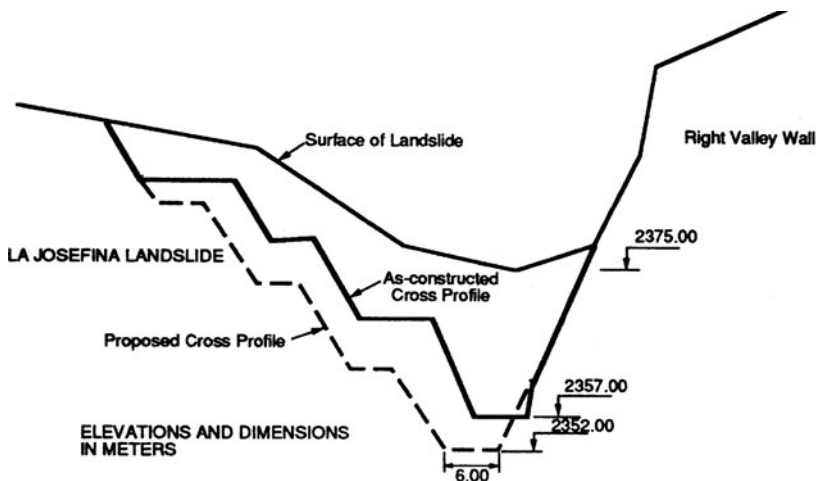 Surface of Landslide
Right Valley Wall
2375.00
LA JOSEFINA LANDSLIDE
As-constructed
Cross Profile
Proposed Cross Profile
2357.00
2352.00
ELEVATIONS AND DIMENSIONS
IN METERS
6.00